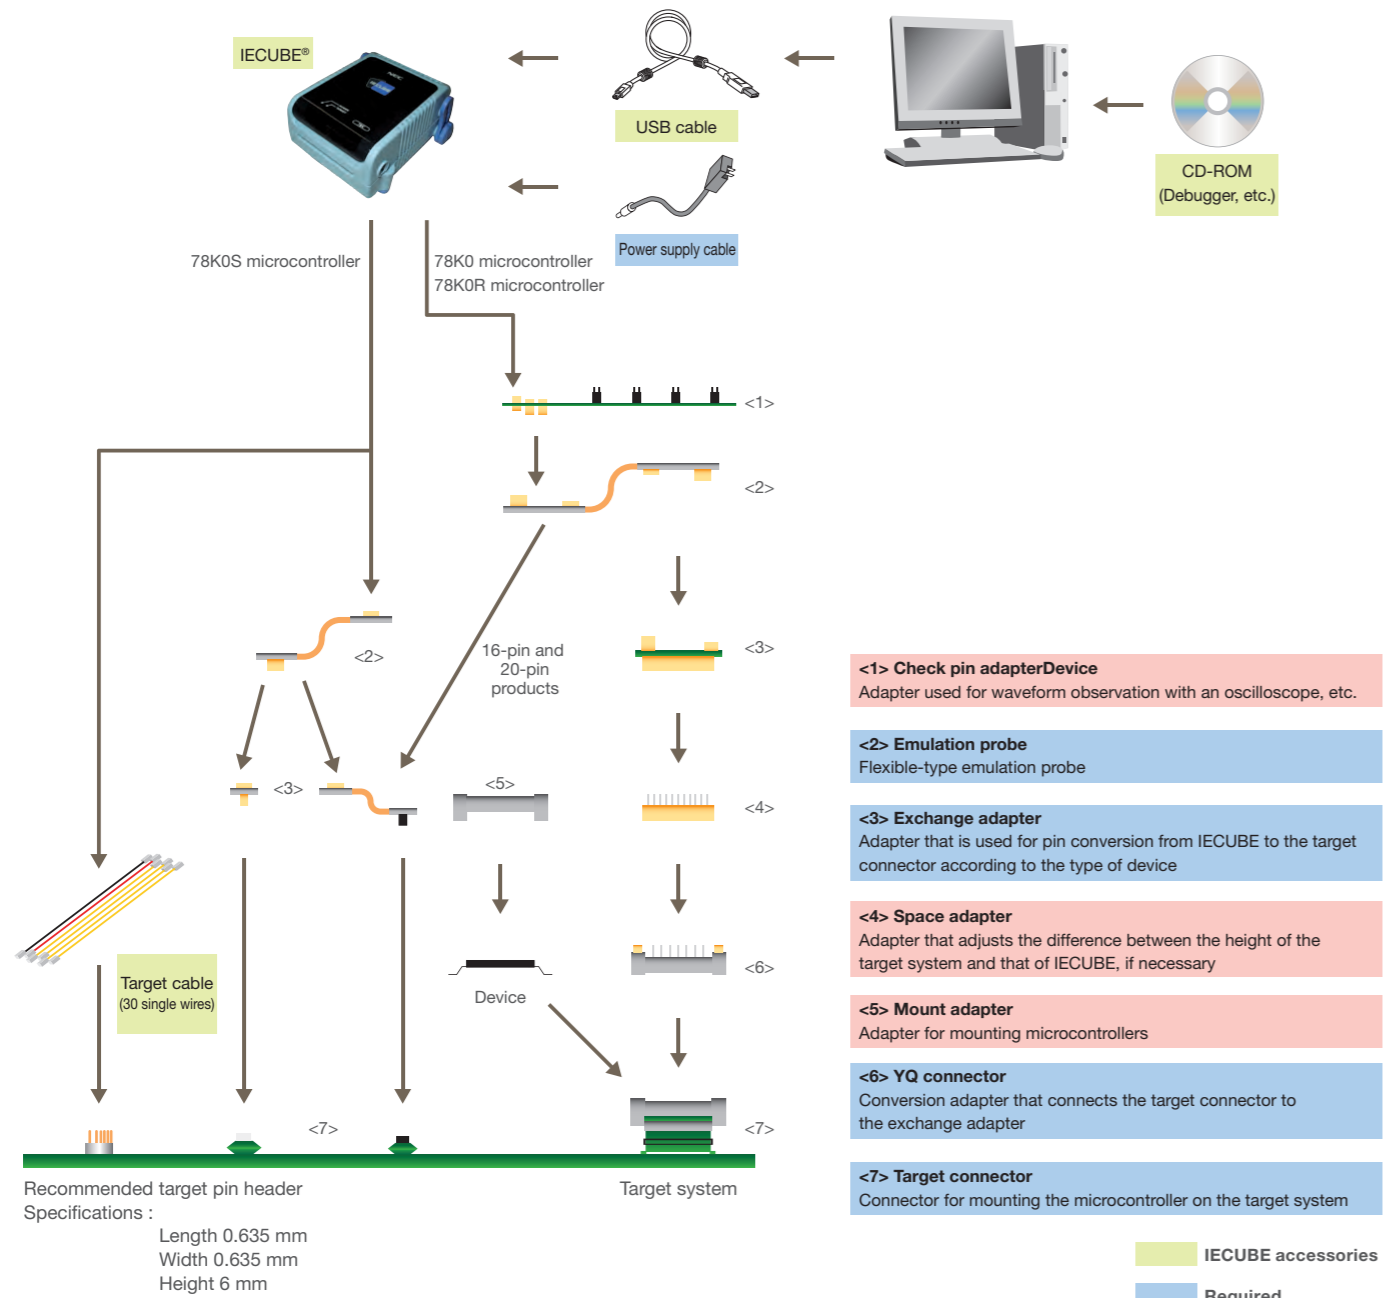 IECUBE®
NEC
USB cable
Power supply cable
CD-ROM
(Debugger, etc.)
78K0S microcontroller
78K0 microcontroller
78K0R microcontroller
<1>
<2>
<2>
16-pin and
20-pin
products
<3>
<3>
<5>
<4>
<6>
Device
Target cable
(30 single wires)
<7>
<7>
Recommended target pin header
Specifications :
Length 0.635 mm
Width 0.635 mm
Height 6 mm
Target system
<1> Check pin adapterDevice
Adapter used for waveform observation with an oscilloscope, etc.
<2> Emulation probe
Flexible-type emulation probe
<3> Exchange adapter
Adapter that is used for pin conversion from IECUBE to the target
connector according to the type of device
<4> Space adapter
Adapter that adjusts the difference between the height of the
target system and that of IECUBE, if necessary
<5> Mount adapter
Adapter for mounting microcontrollers
<6> YQ connector
Conversion adapter that connects the target connector to
the exchange adapter
<7> Target connector
Connector for mounting the microcontroller on the target system
IECUBE accessories
Required